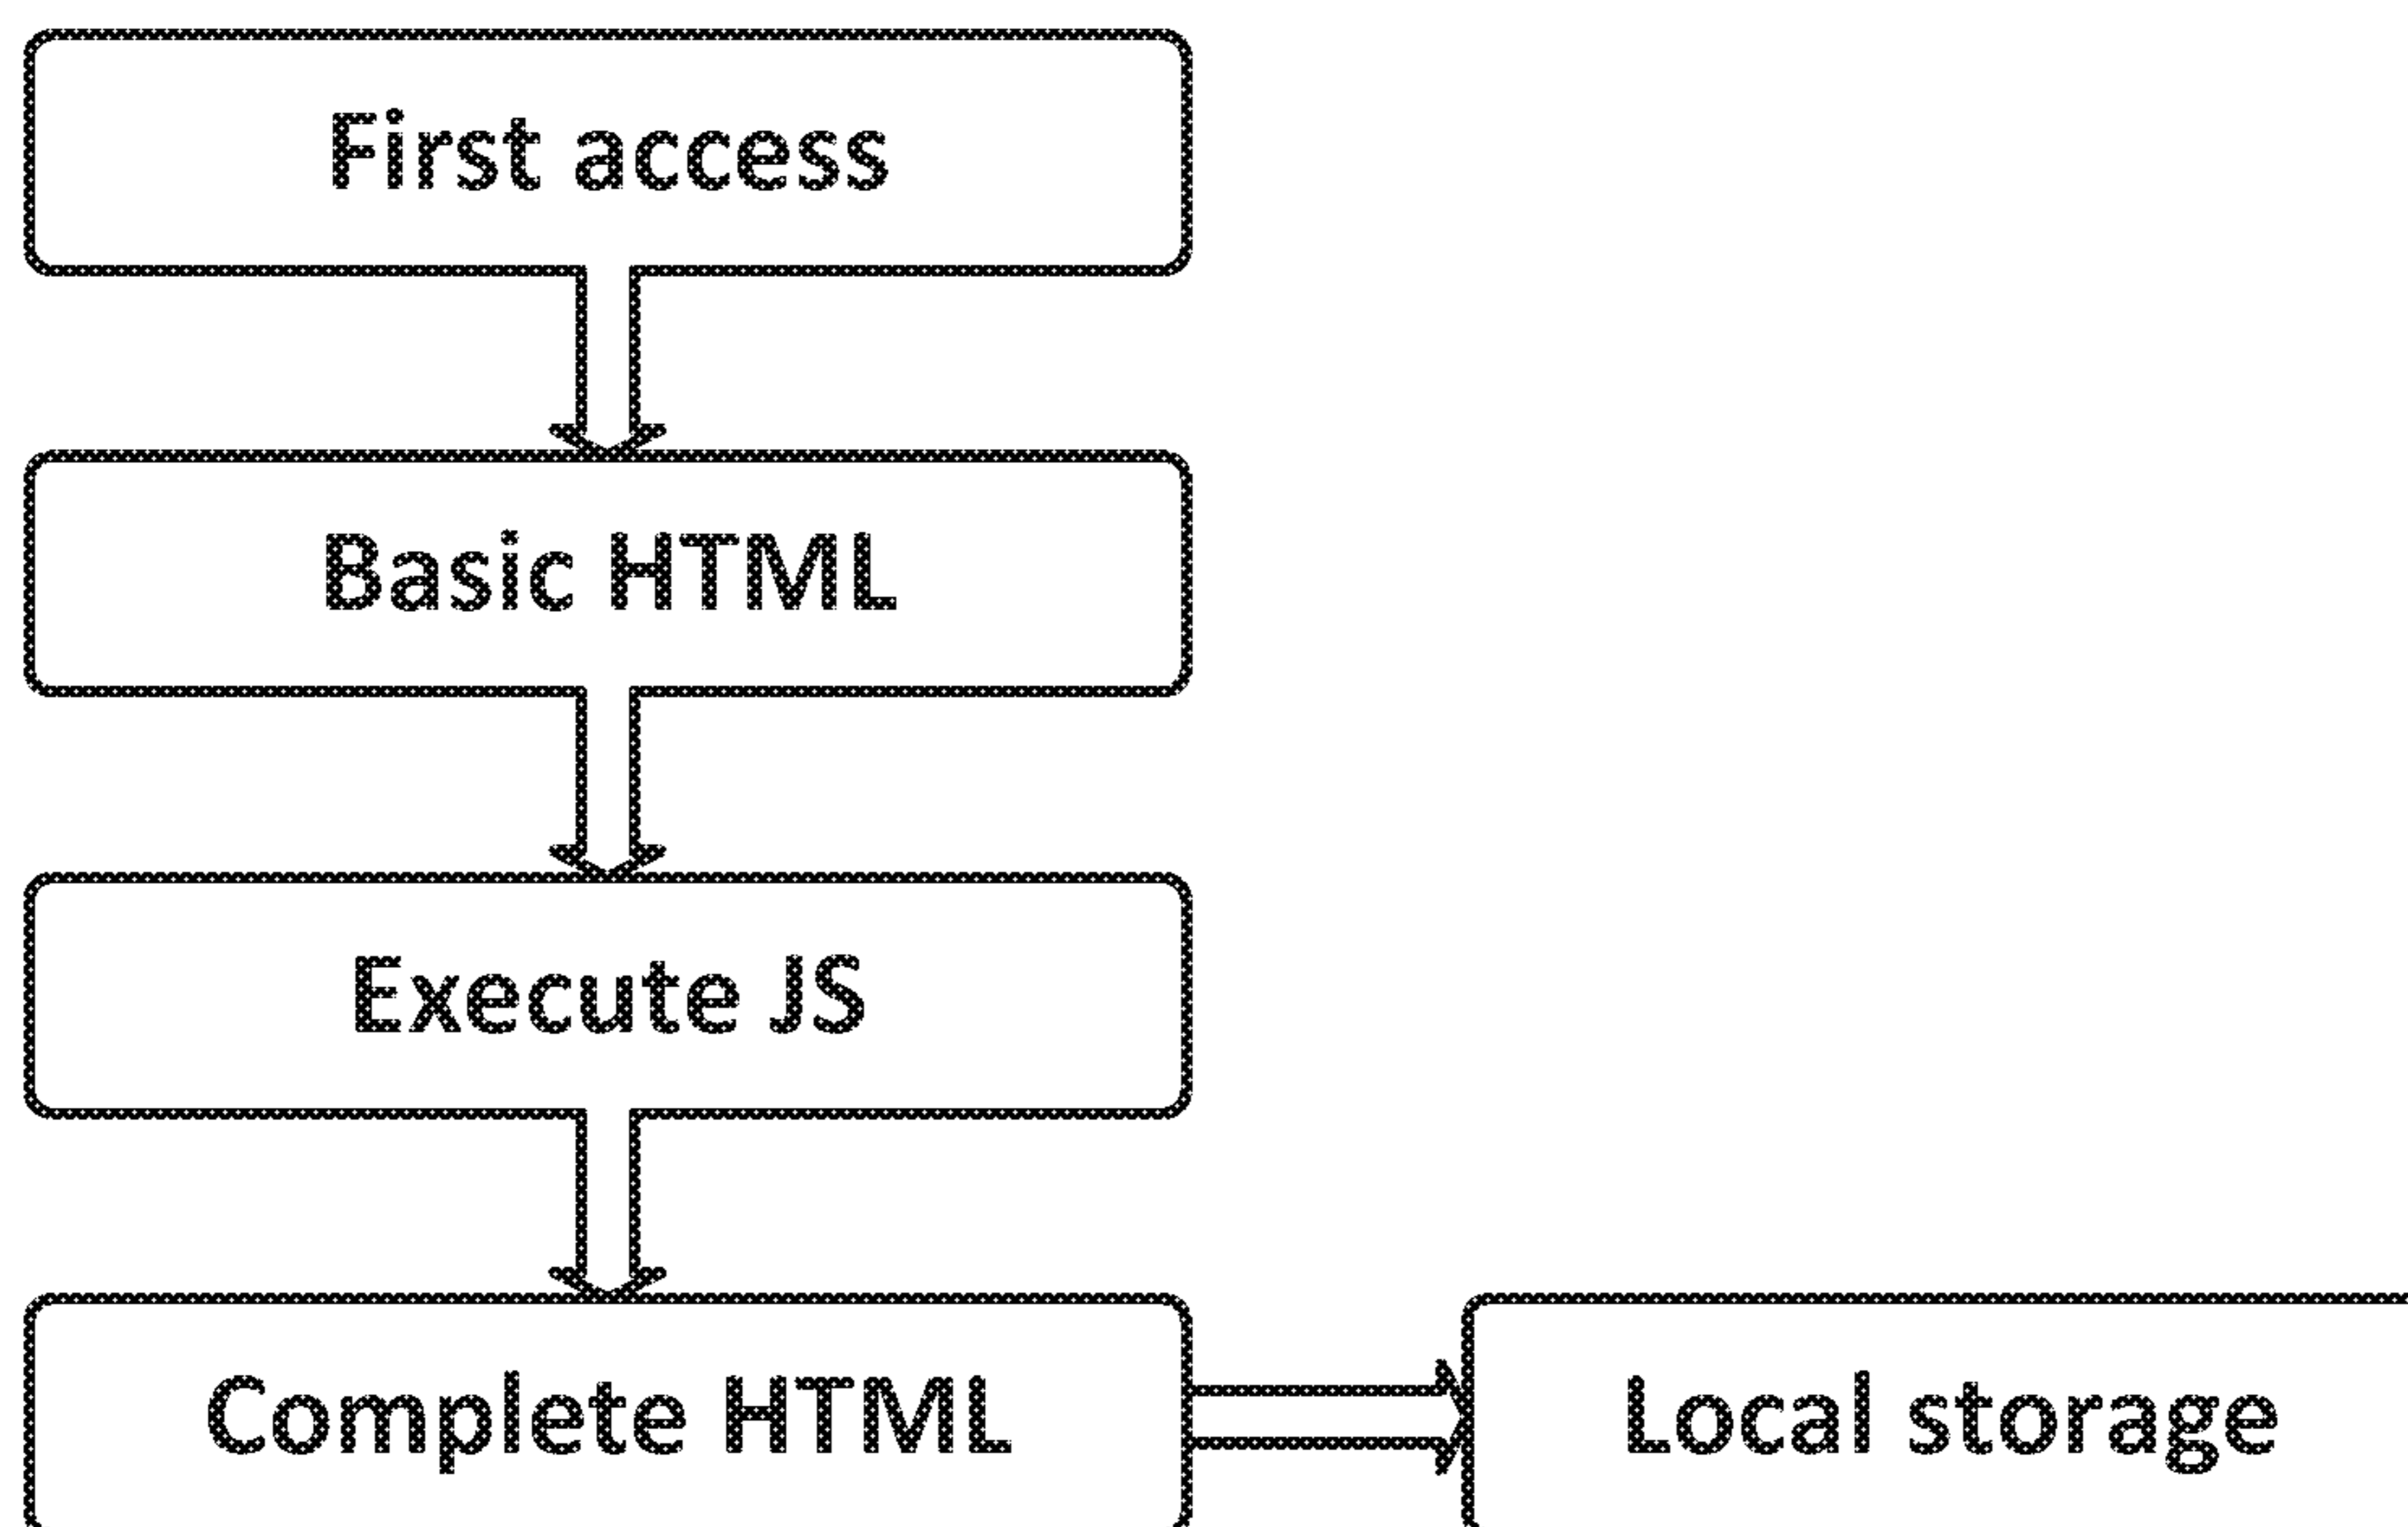 First access
Basic HTML
Execute JS
Complete HTML
Local storage